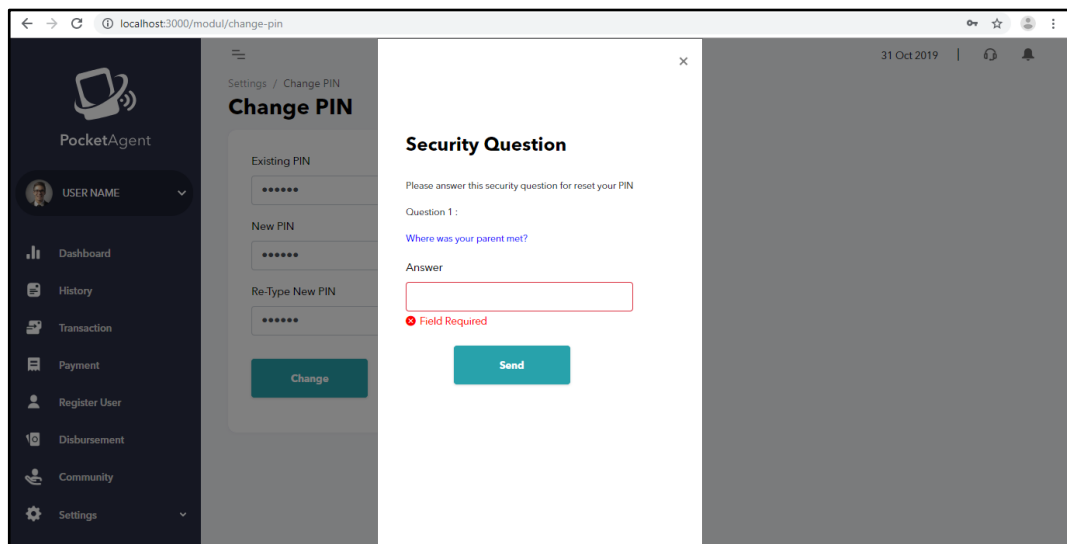 localhost:3000/modul/change-pin
31 Oct 2019
PocketAgent
USER NAME
Dashboard
History
Transaction
Payment
Register User
Disbursement
Community
Settings
Settings / Change PIN
Change PIN
Existing PIN
••••••
New PIN
••••••
Re-Type New PIN
••••••
Change
Security Question
Please answer this security question for reset your PIN
Question 1 :
Where was your parent met?
Answer
Field Required
Send